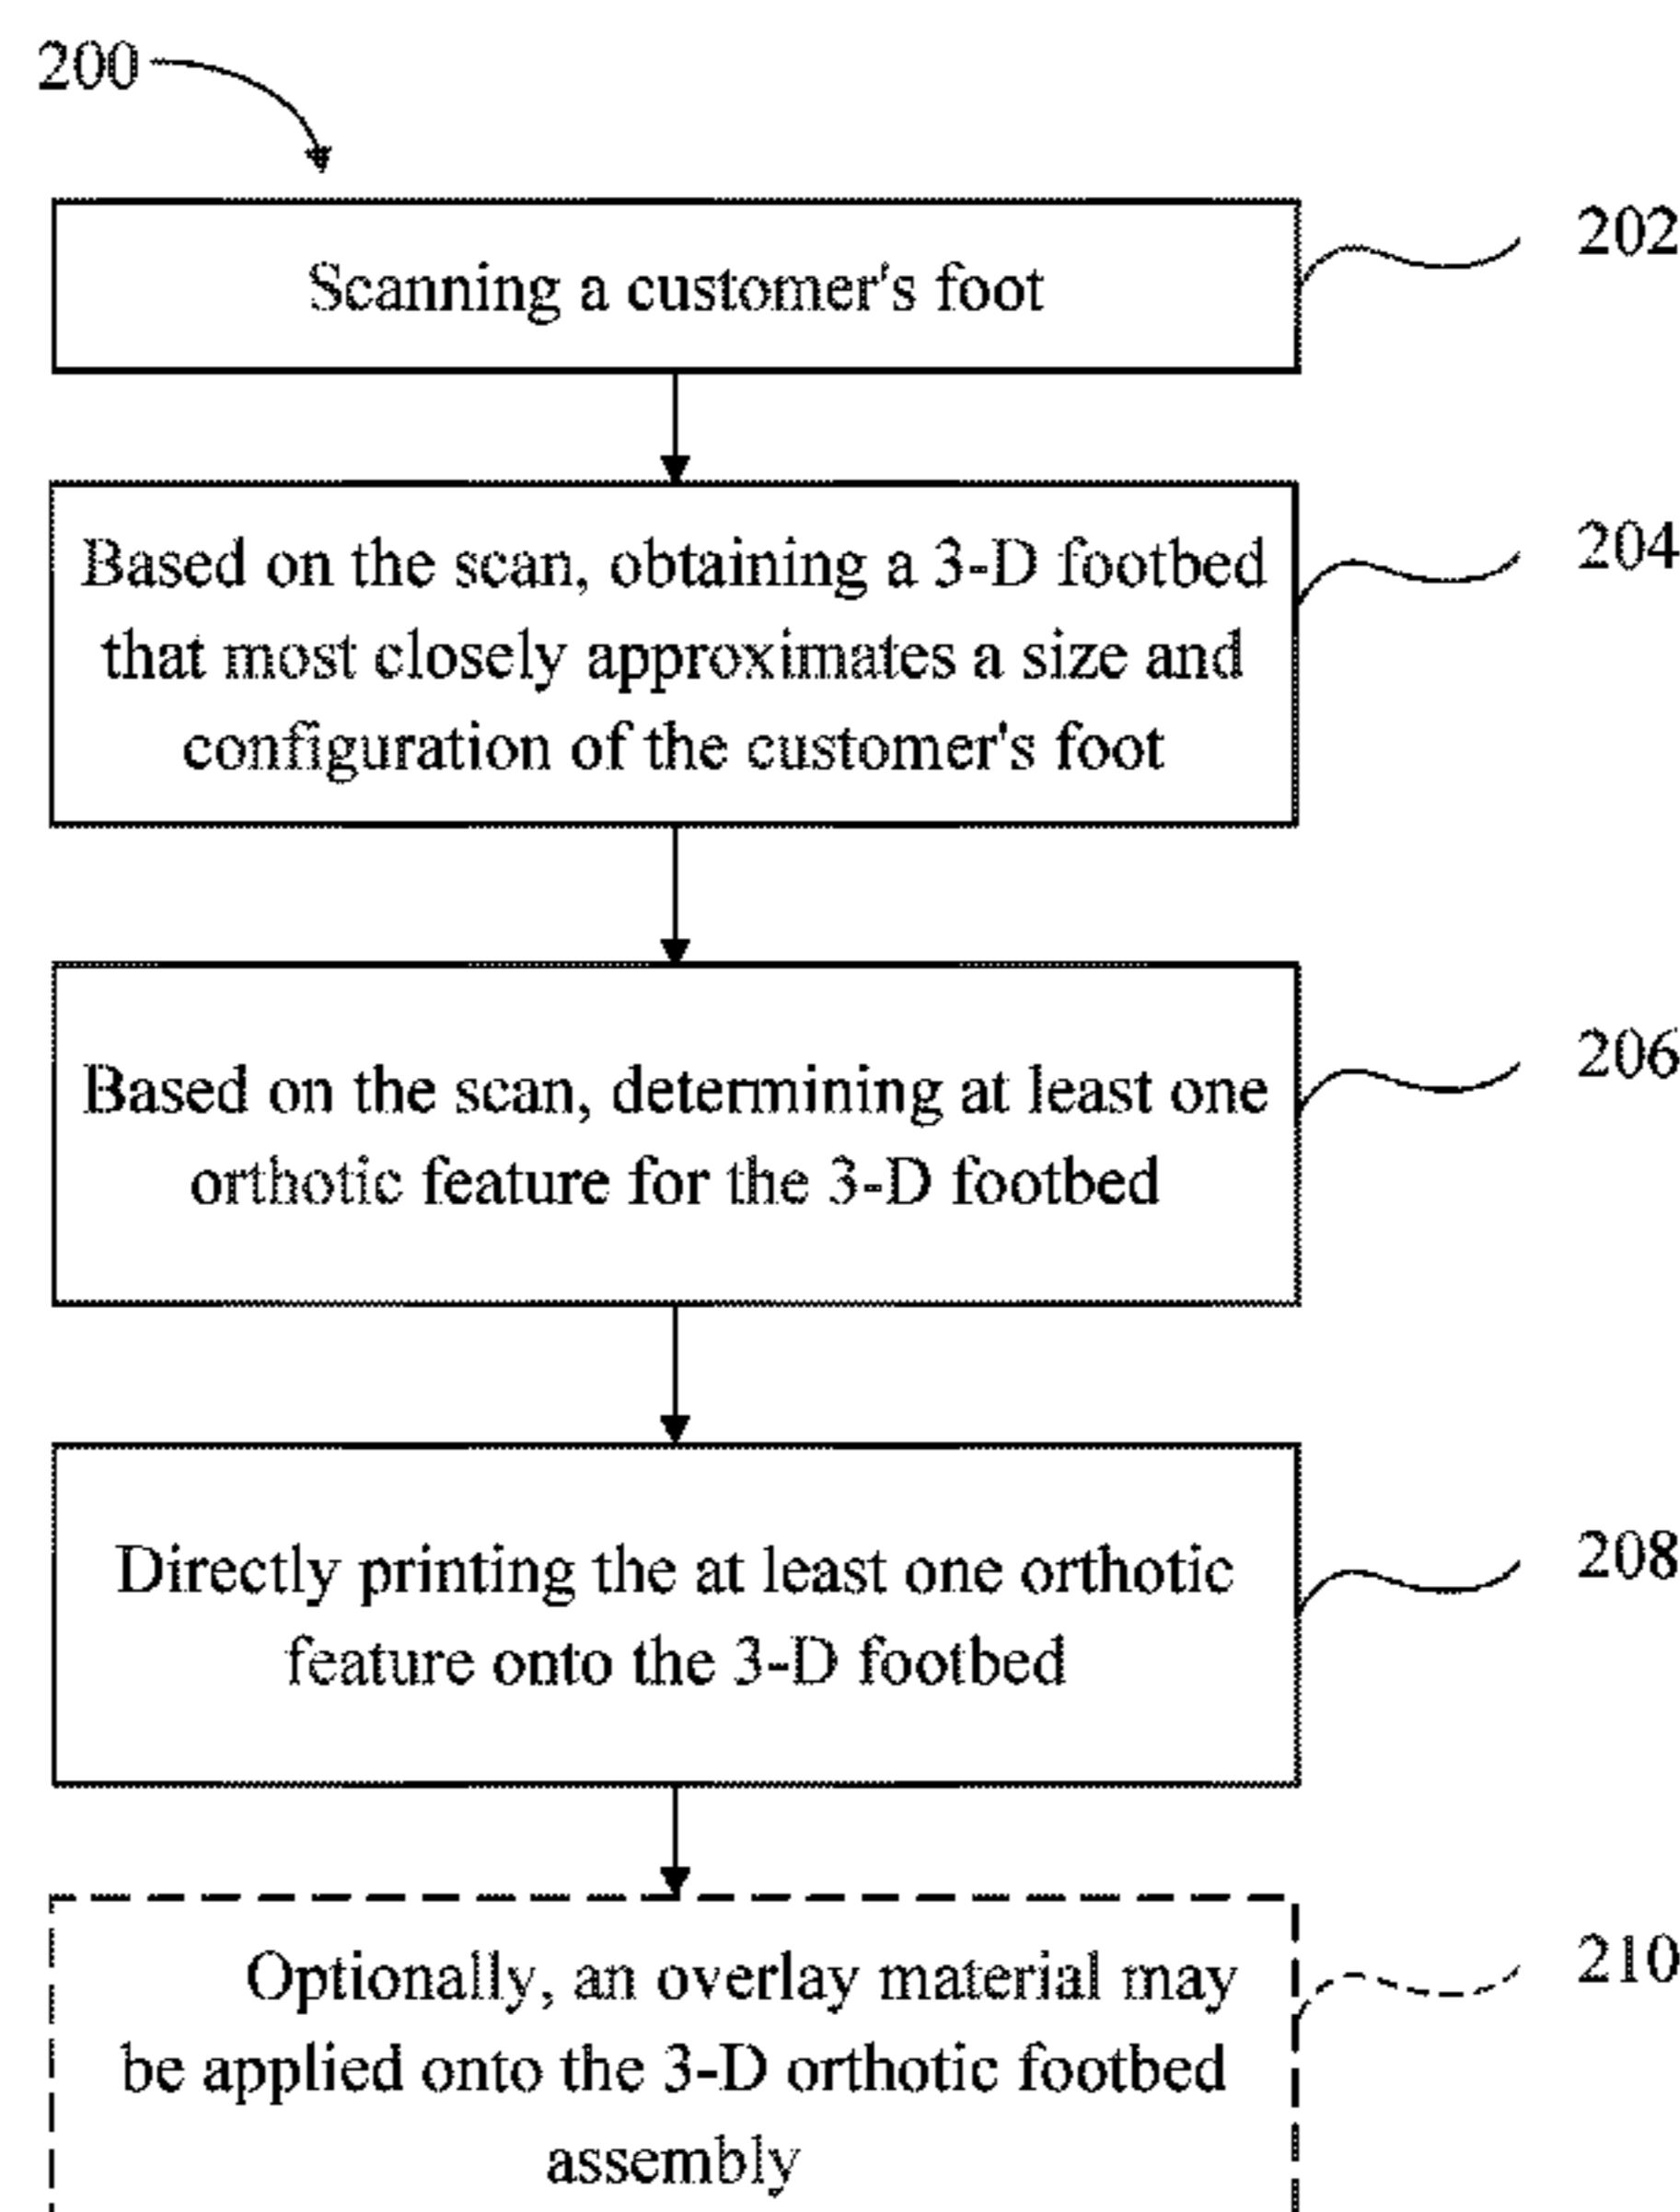 200
Scanning a customer's foot
202
Based on the scan, obtaining a 3-D footbed
that most closely approximates a size and
configuration of the customer's foot
204
Based on the scan, determining at least one
orthotic feature for the 3-D footbed
206
Directly printing the at least one orthotic
feature onto the 3-D footbed
208
Optionally, an overlay material may
be applied onto the 3-D orthotic footbed
assembly
210